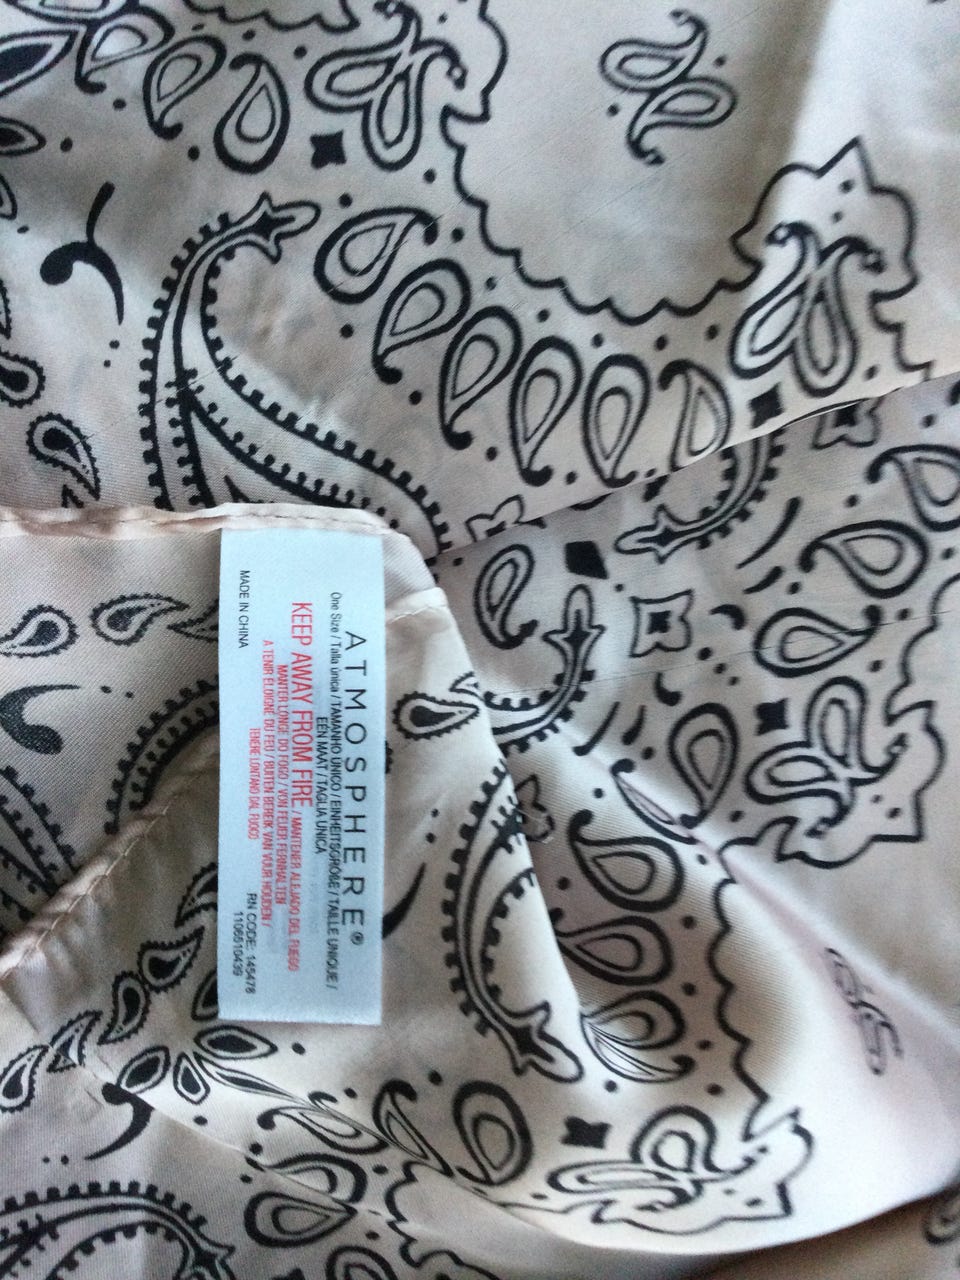 ATMOSPHERE®
One Size / Talla única / TAMANHO ÚNICO / EINHEITSGRÖßE / TAILLE UNIQUE /
EEN MAAT / TAGLIA UNICA
KEEP AWAY FROM FIRE / MANTENER ALEJADO DEL FUEGO
MANTER LONGE DO FOGO / VON FEUER FERNHALTEN
A TENIR ELOIGNE DU FEU / BUITEN BEREIK VAN VUUR HOUDEN /
TENERE LONTANO DAL FUOCO
MADE IN CHINA
RN CODE: 145478
1106510439